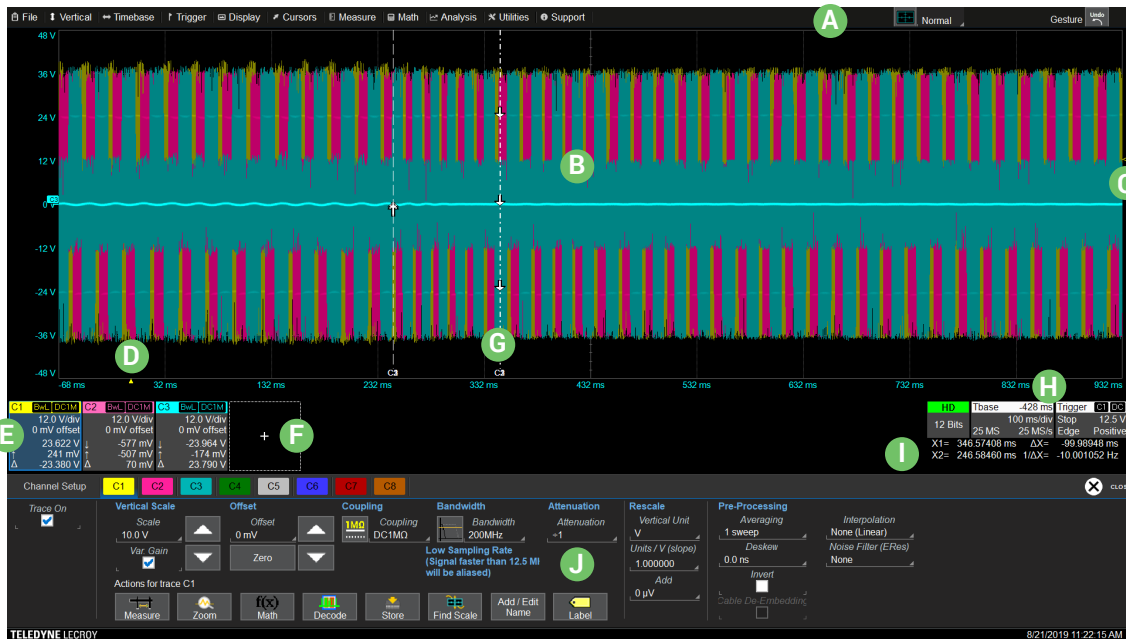 File Vertical Timebase Trigger Display Cursors Measure Math Analysis Utilities Support A Normal Gesture Undo
48 V
36 V
24 V
12 V
B
C
C3
0 V
-12 V
-24 V
-36 V
G
D
-48 V
C3 C3
-68 ms 32 ms 132 ms 232 ms 332 ms 432 ms 532 ms 632 ms 732 ms 832 ms 932 ms
H
C1 BwL DC1M C2 BwL DC1M C3 BwL DC1M HD Tbase -428 ms Trigger C1 DC
12.0 V/div 12.0 V/div 12.0 V/div 12 Bits 100 ms/div Stop 12.5 V
0 mV offset 0 mV offset 0 mV offset 25 MS 25 MS/s Edge Positive
E F
23.622 V ↓ -577 mV ↓ -23.964 V + X1= 346.57408 ms ΔX= -99.98948 ms
↑ 241 mV ↑ -507 mV ↑ -174 mV I X2= 246.58460 ms 1/ΔX= -10.001052 Hz
Δ -23.380 V Δ 70 mV Δ 23.790 V
Channel Setup C1 C2 C3 C4 C5 C6 C7 C8 CLOS
Trace On Vertical Scale Offset Coupling Bandwidth Attenuation Rescale Pre-Processing
Scale Offset Coupling Bandwidth Attenuation Vertical Unit Averaging Interpolation
10.0 V 0 mV 1MΩ DC1MΩ 200MHz ÷1 V 1 sweep None (Linear)
Var. Gain Zero Units / V (slope) Deskew Noise Filter (ERes)
Low Sampling Rate
(Signal faster than 12.5 MI
will be aliased)
J
1.000000 0.0 ns None
Add Invert
0 µV Cable De-Embedding
Actions for trace C1
Measure Zoom f(x) Math Decode Store Find Scale Add / Edit Name Label
TELEDYNE LECROY 8/21/2019 11:22:15 AM